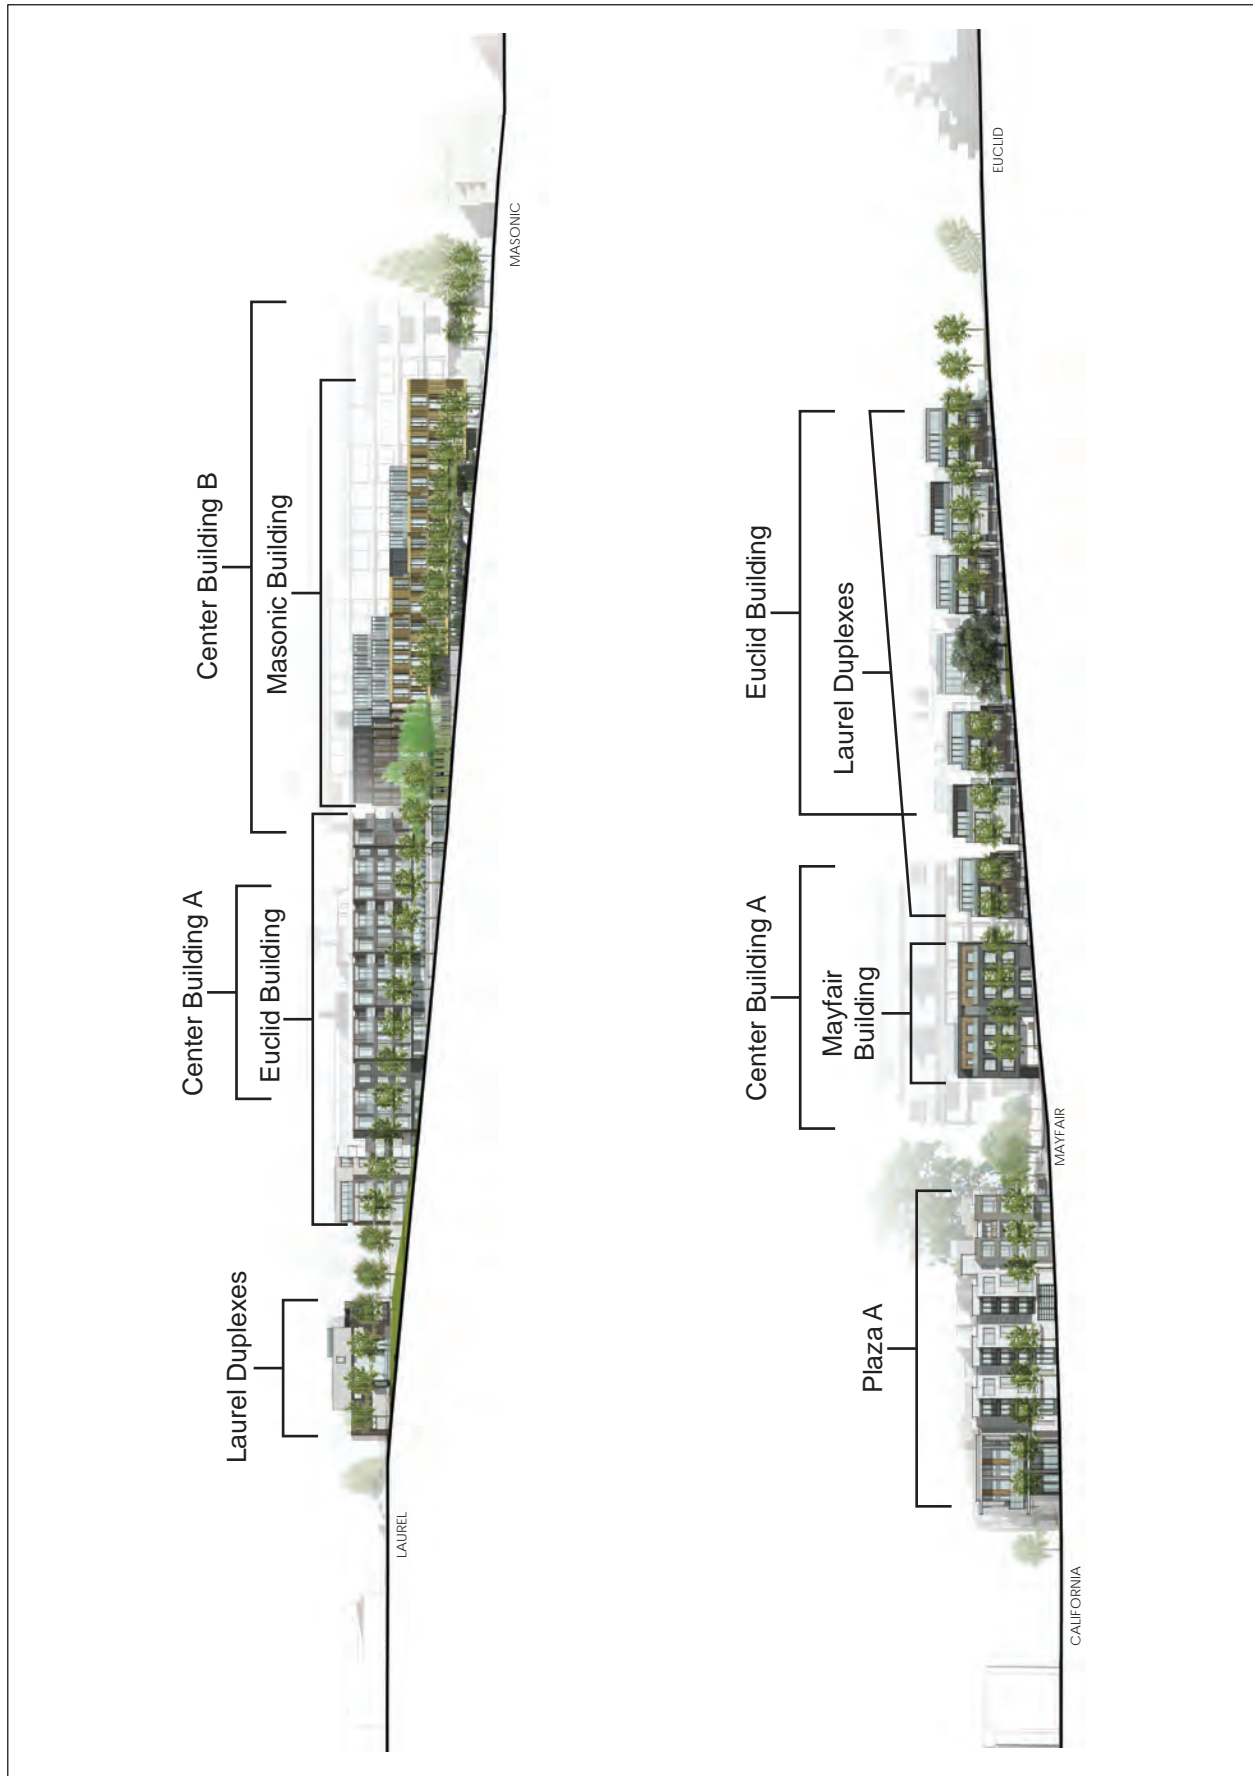 Laurel Duplexes
Center Building A
Euclid Building
Center Building B
Masonic Building
LAUREL
MASONIC
Plaza A
Center Building A
Mayfair
Building
Euclid Building
Laurel Duplexes
CALIFORNIA
MAYFAIR
EUCLID